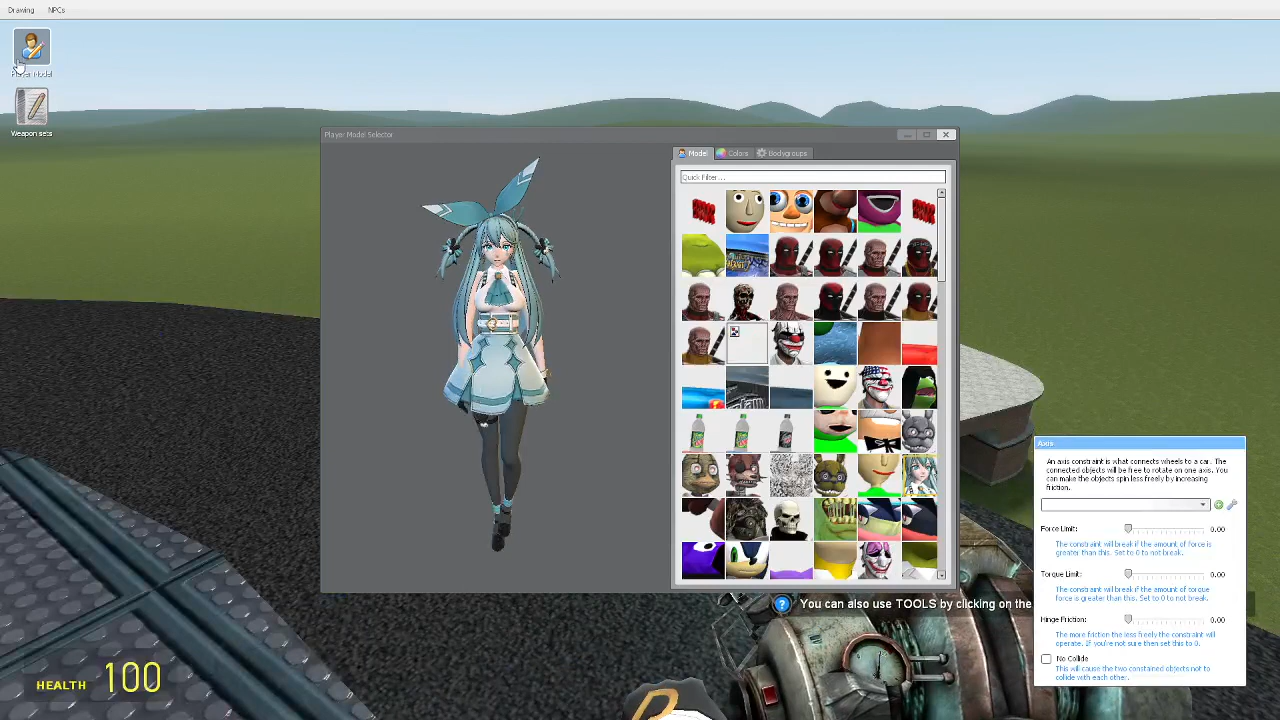 Drawing NPCs
Player Model
Weapon sets
Player Model Selector
Model Colors Bodygroups
Quick Filter...
Axis
An axis constraint is what connects wheels to a car. The
connected objects will be free to rotate on one axis. You
can make the objects spin less freely by increasing
friction.
Force Limit: 0.00
The constraint will break if the amount of force is
greater than this. Set to 0 to not break.
Torque Limit: 0.00
The constraint will break if the amount of torque
force is greater than this. Set to 0 to not break.
Hinge Friction: 0.00
The more friction the less freely the constraint will
operate. If you're not sure then set this to 0.
No Collide
This will cause the two constrained objects not to
collide with each other.
You can also use TOOLS by clicking on the
HEALTH 100